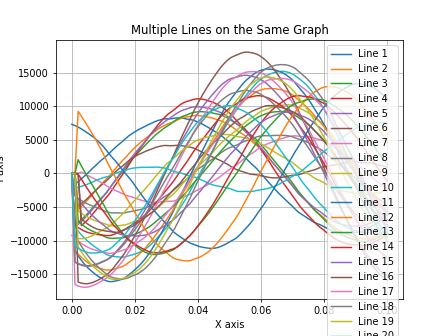 Multiple Lines on the Same Graph
15000
10000
5000
0
−5000
−10000
−15000
0.00
0.02
0.04
0.06
X axis
Line 1
Line 2
Line 3
Line 4
Line 5
Line 6
Line 7
Line 8
Line 9
Line 10
Line 11
Line 12
Line 13
Line 14
Line 15
Line 16
Line 17
Line 18
Line 19